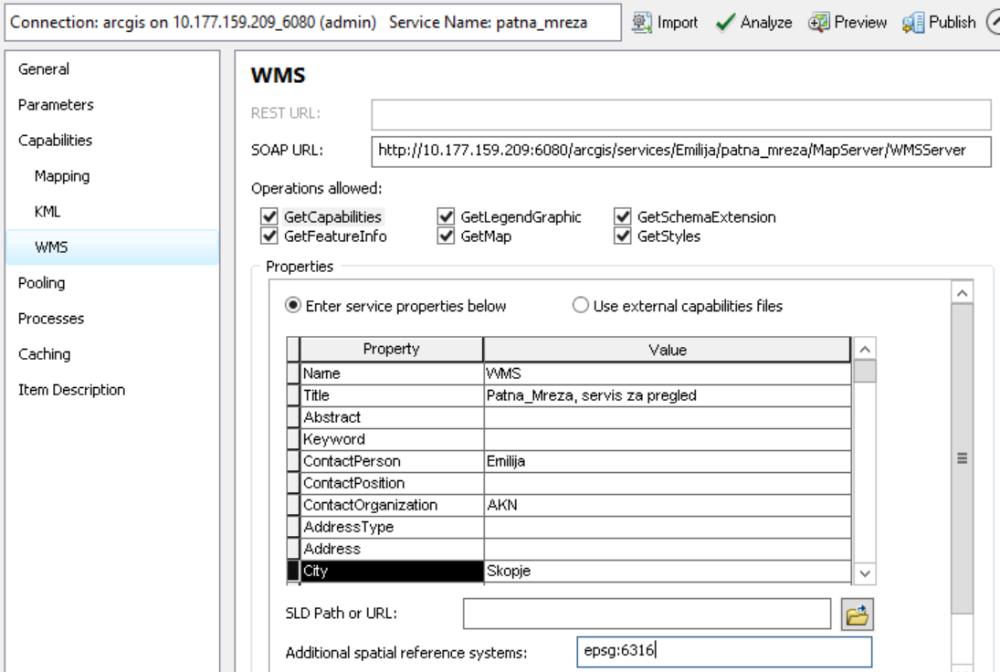 Connection: arcgis on 10.177.159.209_6080 (admin) Service Name: patna_mreza Import Analyze Preview Publish
General
Parameters
Capabilities
Mapping
KML
WMS
Pooling
Processes
Caching
Item Description
WMS
REST URL:
SOAP URL: http://10.177.159.209:6080/arcgis/services/Emilija/patna_mreza/MapServer/WMSServer
Operations allowed:
GetCapabilities GetLegendGraphic GetSchemaExtension
GetFeatureInfo GetMap GetStyles
Properties
Enter service properties below Use external capabilities files
Property Value
Name WMS
Title Patna_Mreza, servis za pregled
Abstract
Keyword
ContactPerson Emilija
ContactPosition
ContactOrganization AKN
AddressType
Address
City Skopje
SLD Path or URL:
Additional spatial reference systems: epsg:6316